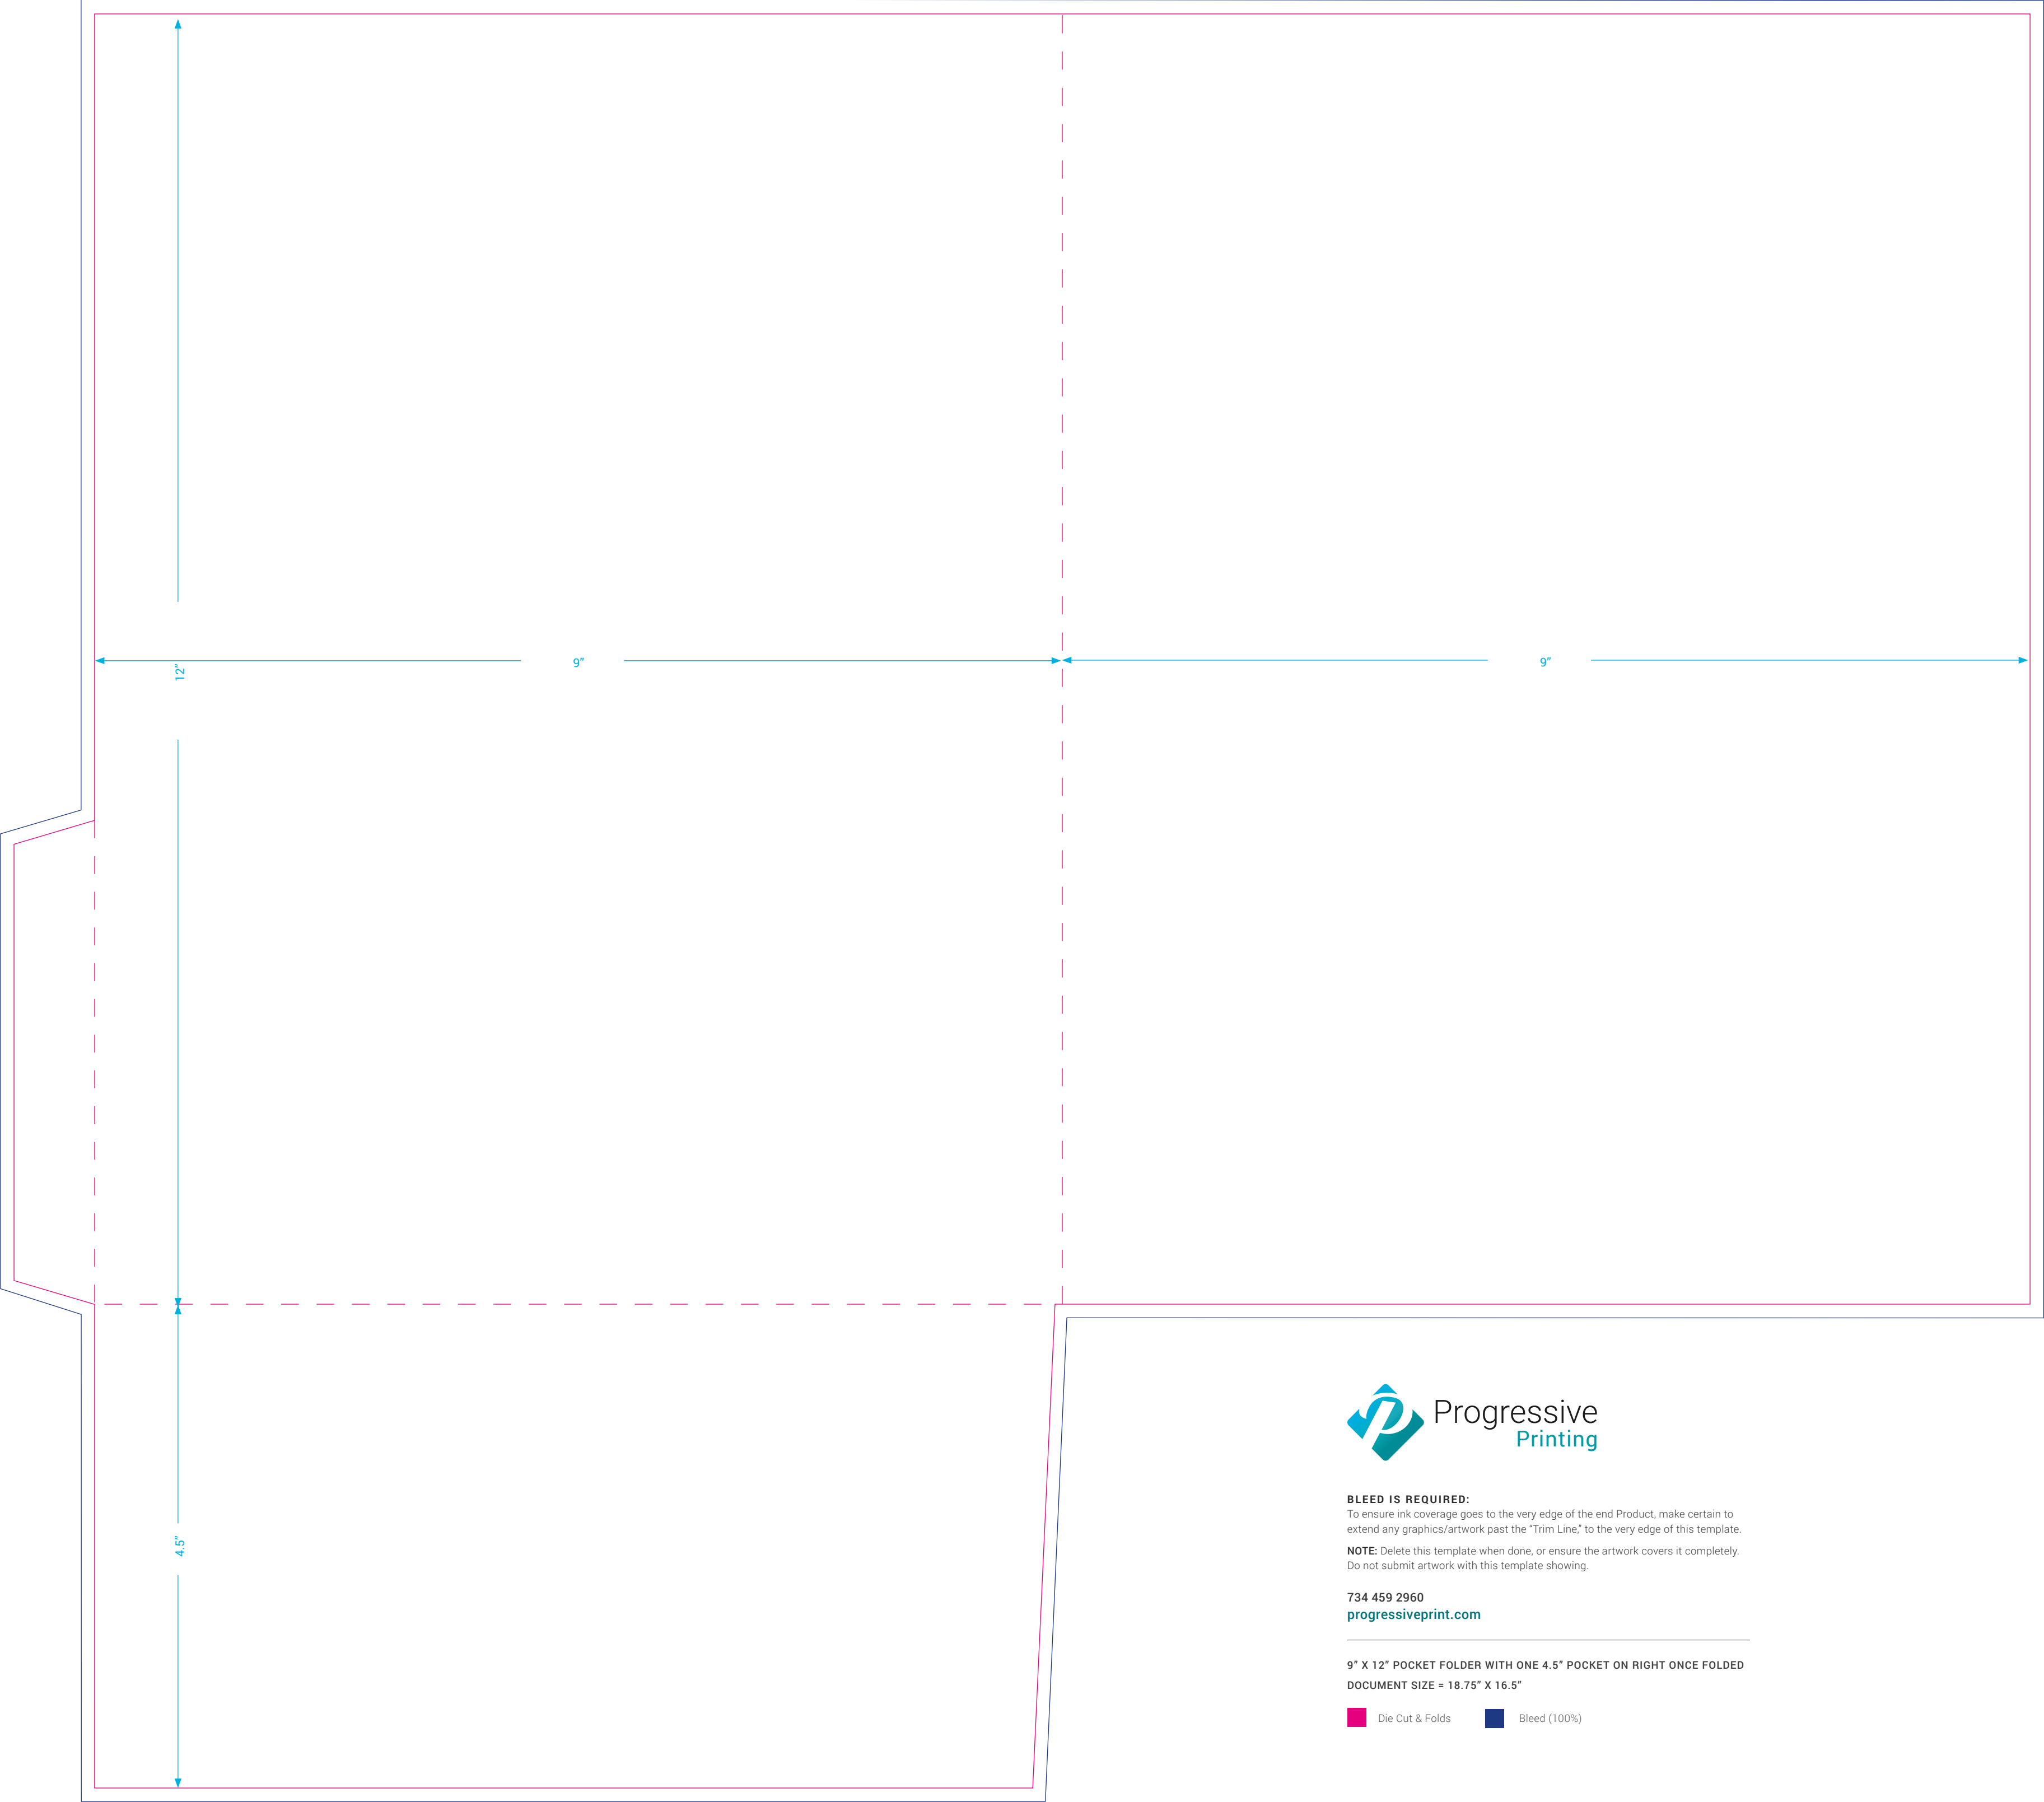 12”
9”
9”
4.5”
Progressive
Printing
BLEED IS REQUIRED:
To ensure ink coverage goes to the very edge of the end Product, make certain to
extend any graphics/artwork past the “Trim Line,” to the very edge of this template.
NOTE: Delete this template when done, or ensure the artwork covers it completely.
Do not submit artwork with this template showing.
734 459 2960
progressiveprint.com
9” X 12” POCKET FOLDER WITH ONE 4.5” POCKET ON RIGHT ONCE FOLDED
DOCUMENT SIZE = 18.75” X 16.5”
Die Cut & Folds
Bleed (100%)